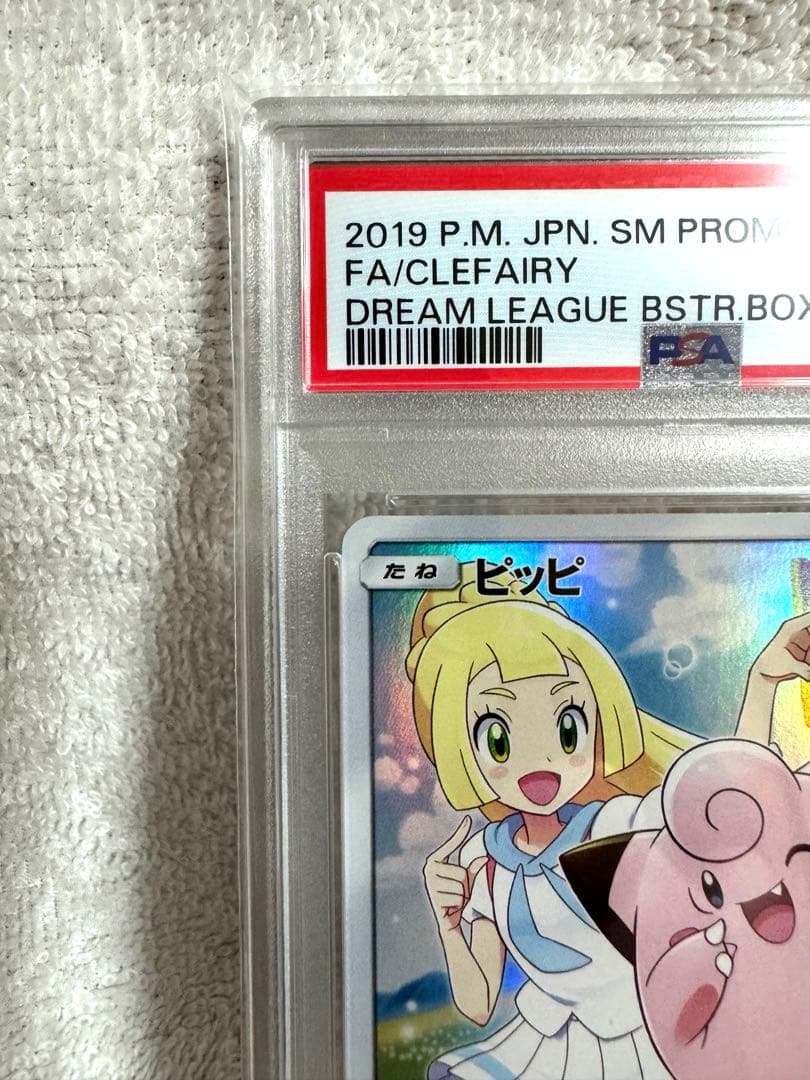 2019 P.M. JPN. SM PROMO
FA/CLEFAIRY
DREAM LEAGUE BSTR.BOX
PSA
たね ピッピ